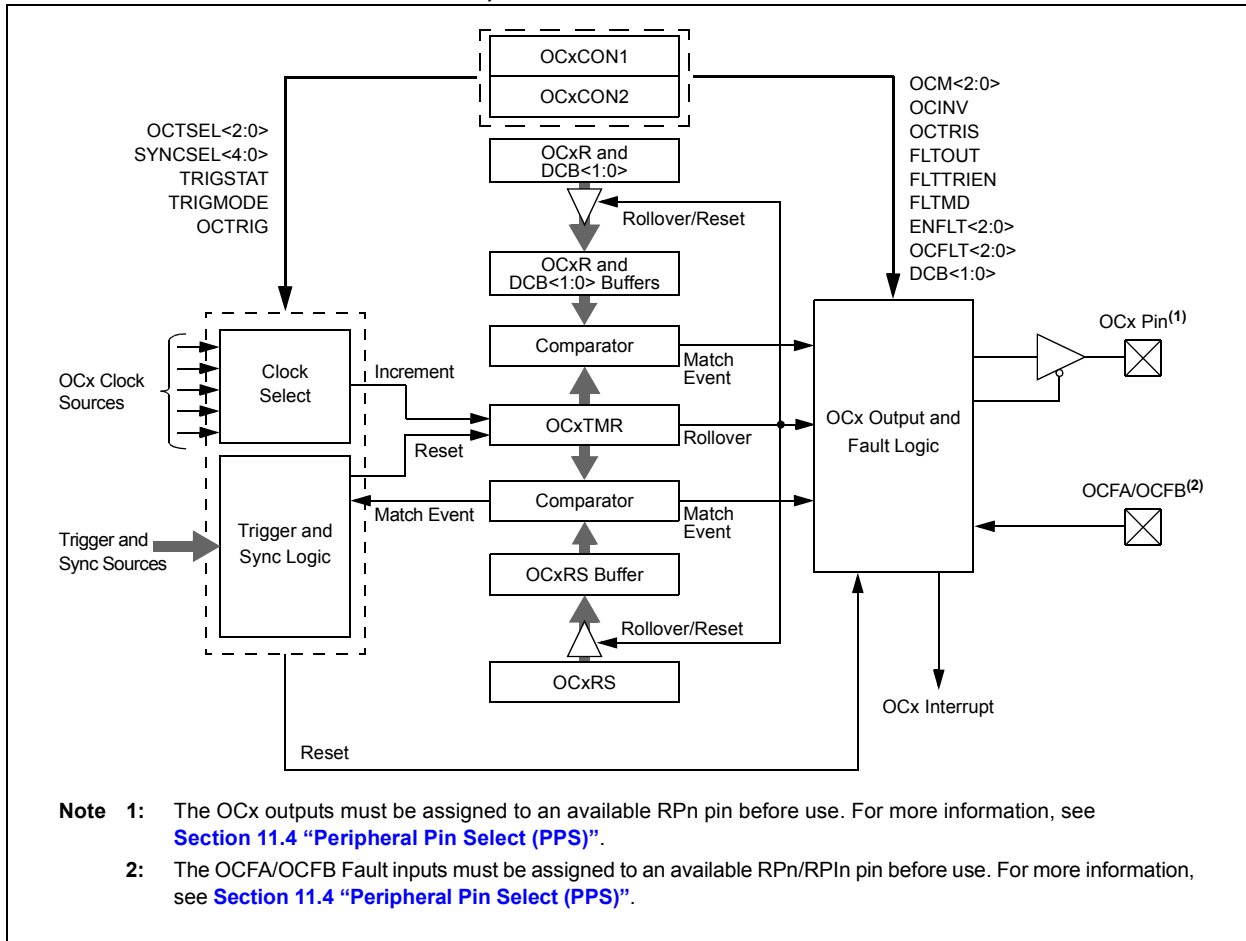 OCxCON1
OCxCON2
OCTSEL<2:0>
SYNCSEL<4:0>
TRIGSTAT
TRIGMODE
OCTRIG
OCM<2:0>
OCINV
OCTRIS
FLTOUT
FLTTRIEN
FLTMD
ENFLT<2:0>
OCFLT<2:0>
DCB<1:0>
OCxR and
DCB<1:0>
Rollover/Reset
OCxR and
DCB<1:0> Buffers
OCx Clock
Sources
Clock
Select
Increment
Comparator
Match
Event
OCxTMR
Rollover
Reset
OCx Output and
Fault Logic
OCx Pin(1)
Trigger and
Sync Sources
Trigger and
Sync Logic
Match Event
Comparator
Match
Event
OCFA/OCFB(2)
OCxRS Buffer
Rollover/Reset
OCxRS
OCx Interrupt
Reset
Note 1: The OCx outputs must be assigned to an available RPn pin before use. For more information, see
Section 11.4 “Peripheral Pin Select (PPS)”.
2: The OCFA/OCFB Fault inputs must be assigned to an available RPn/RPIn pin before use. For more information,
see Section 11.4 “Peripheral Pin Select (PPS)”.